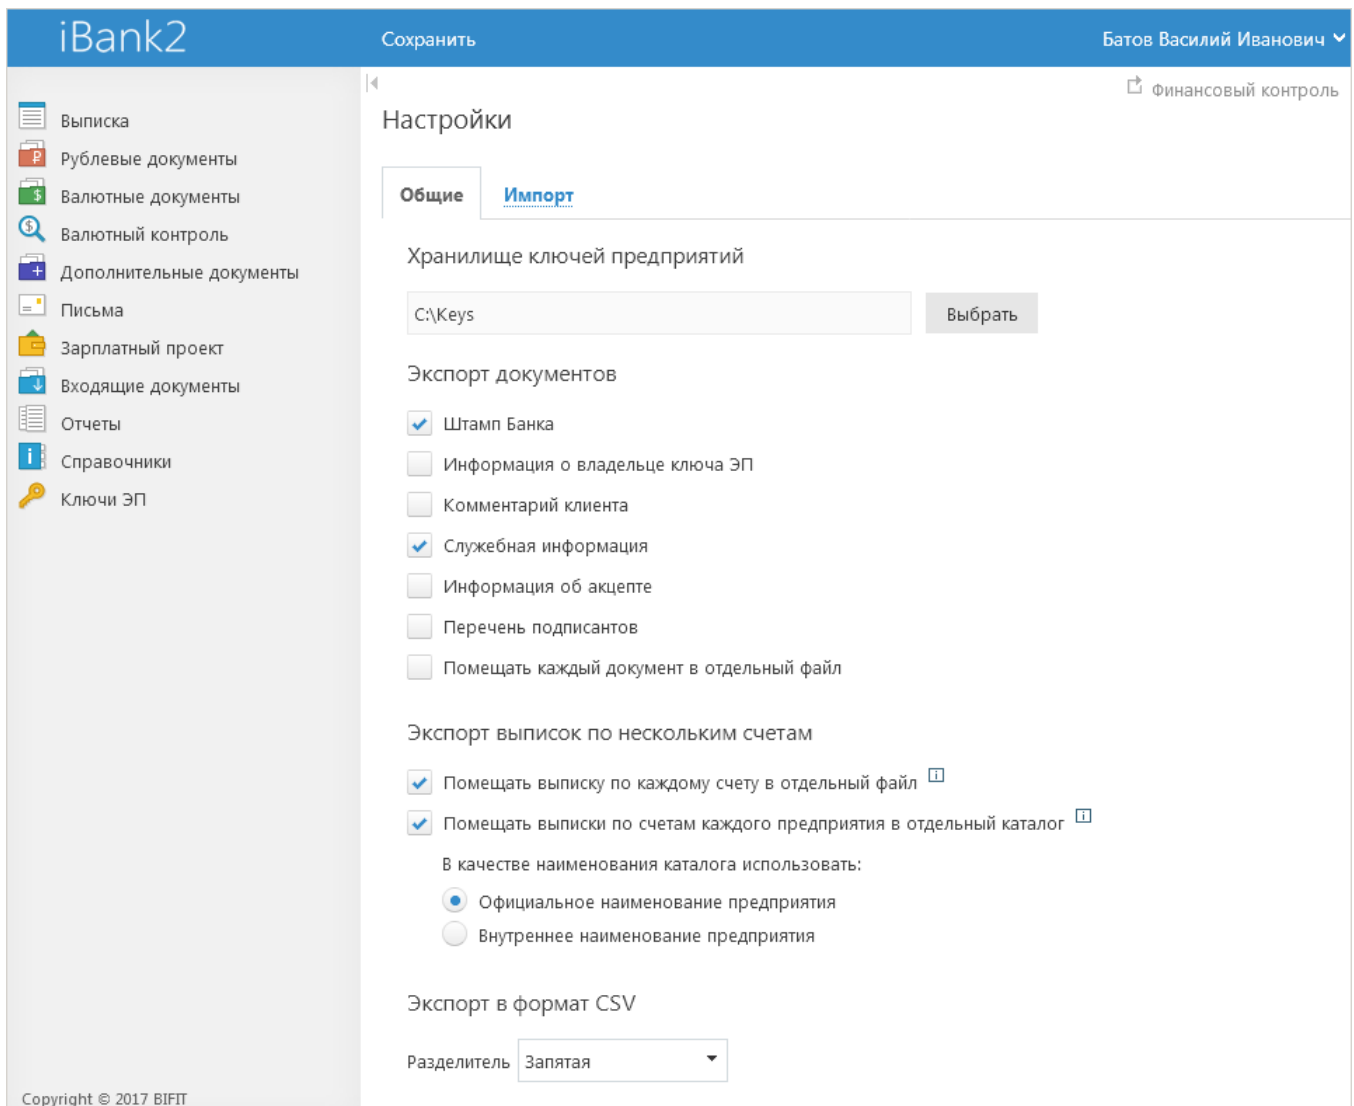 iBank2
Сохранить
Батов Василий Иванович
Финансовый контроль
Выписка
Рублевые документы
Валютные документы
Валютный контроль
Дополнительные документы
Письма
Зарплатный проект
Входящие документы
Отчеты
Справочники
Ключи ЭП
Copyright © 2017 BIFIT
Настройки
Общие
Импорт
Хранилище ключей предприятий
C:\Keys
Выбрать
Экспорт документов
Штамп Банка
Информация о владельце ключа ЭП
Комментарий клиента
Служебная информация
Информация об акцепте
Перечень подписантов
Помещать каждый документ в отдельный файл
Экспорт выписок по нескольким счетам
Помещать выписку по каждому счету в отдельный файл
Помещать выписки по счетам каждого предприятия в отдельный каталог
В качестве наименования каталога использовать:
Официальное наименование предприятия
Внутреннее наименование предприятия
Экспорт в формат CSV
Разделитель Запятая